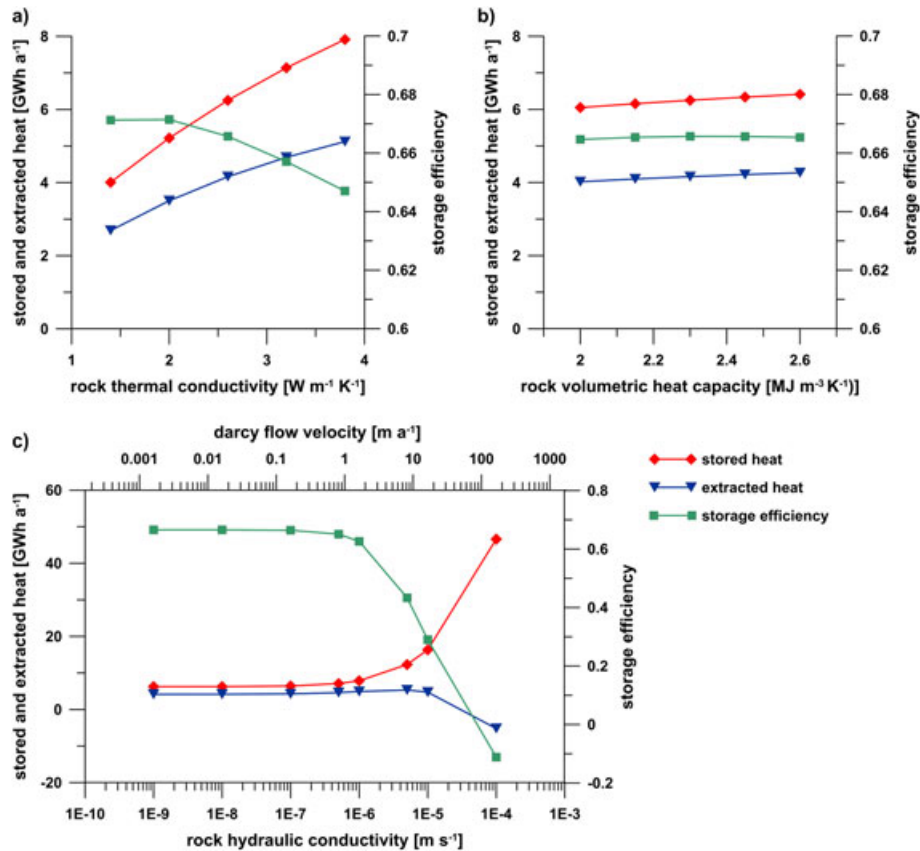 a)
8
6
4
2
0
stored and extracted heat [GWh a⁻¹]
0.7
0.68
0.66
0.64
0.62
0.6
storage efficiency
1 2 3 4
rock thermal conductivity [W m⁻¹ K⁻¹]
b)
8
6
4
2
0
stored and extracted heat [GWh a⁻¹]
0.7
0.68
0.66
0.64
0.62
0.6
storage efficiency
2 2.2 2.4 2.6
rock volumetric heat capacity [MJ m⁻³ K⁻¹)]
c)
darcy flow velocity [m a⁻¹]
0.001 0.01 0.1 1 10 100 1000
60
40
20
0
-20
stored and extracted heat [GWh a⁻¹]
0.8
0.6
0.4
0.2
0
-0.2
storage efficiency
1E-10 1E-9 1E-8 1E-7 1E-6 1E-5 1E-4 1E-3
rock hydraulic conductivity [m s⁻¹]
stored heat
extracted heat
storage efficiency